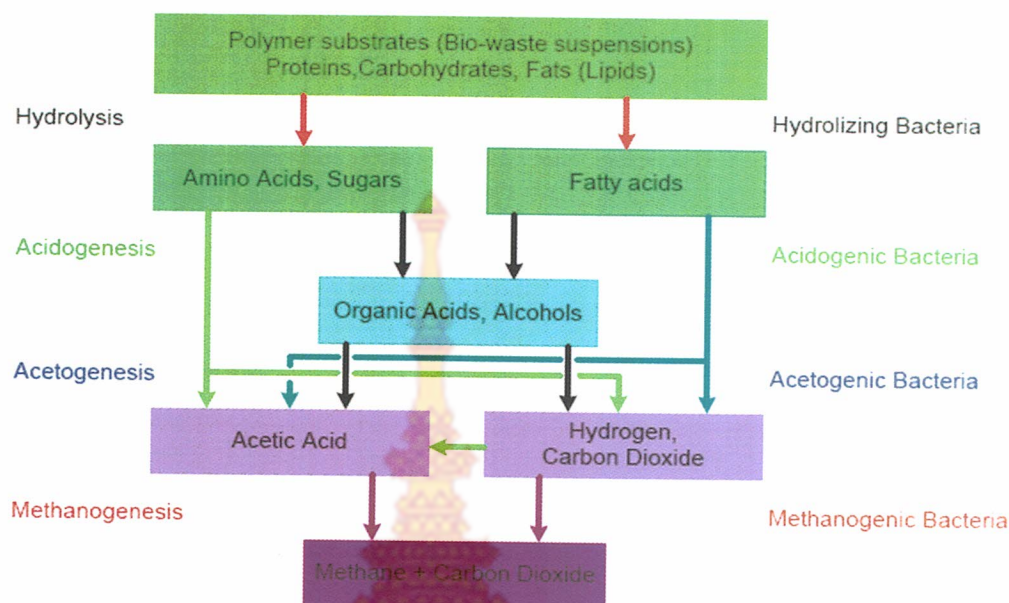 Polymer substrates (Bio-waste suspensions)
Proteins,Carbohydrates, Fats (Lipids)
Hydrolysis
Hydrolizing Bacteria
Amino Acids, Sugars
Fatty acids
Acidogenesis
Acidogenic Bacteria
Organic Acids, Alcohols
Acetogenesis
Acetogenic Bacteria
Acetic Acid
Hydrogen,
Carbon Dioxide
Methanogenesis
Methanogenic Bacteria
Methane + Carbon Dioxide